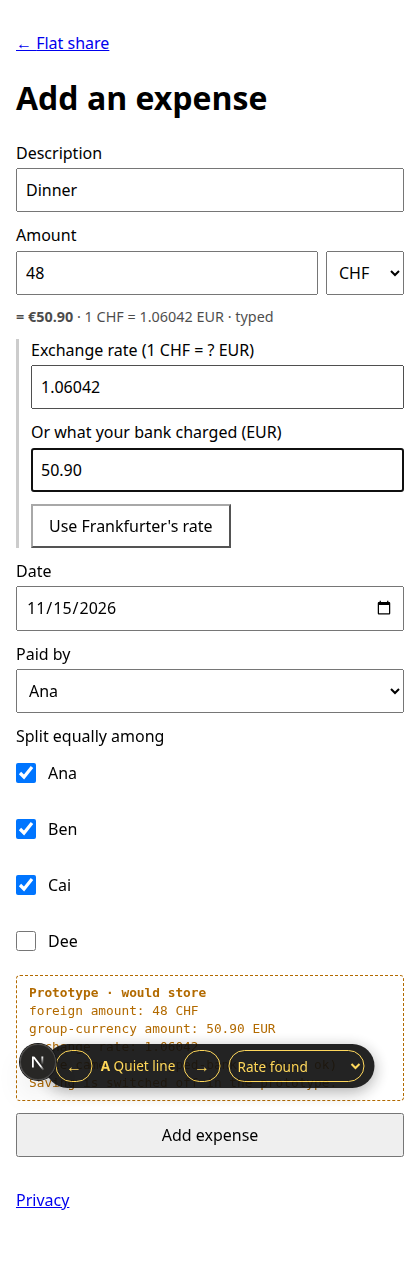 ← Flat share
Add an expense
Description
Dinner
Amount
48 CHF
= €50.90 · 1 CHF = 1.06042 EUR · typed
Exchange rate (1 CHF = ? EUR)
1.06042
Or what your bank charged (EUR)
50.90
Use Frankfurter's rate
Date
11/15/2026
Paid by
Ana
Split equally among
Ana
Ben
Cai
Dee
Prototype · would store
foreign amount: 48 CHF
group-currency amount: 50.90 EUR
N ← A Quiet line → Rate found
Add expense
Privacy